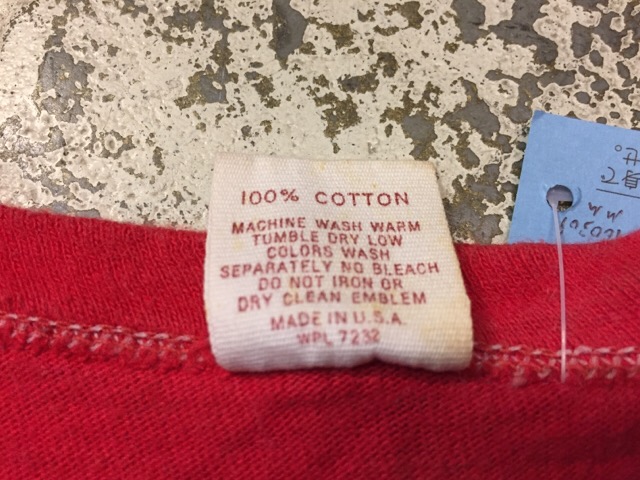 100% COTTON
MACHINE WASH WARM
TUMBLE DRY LOW
COLORS WASH
SEPARATELY NO BLEACH
DO NOT IRON OR
DRY CLEAN EMBLEM
MADE IN U.S.A.
WPL 7232